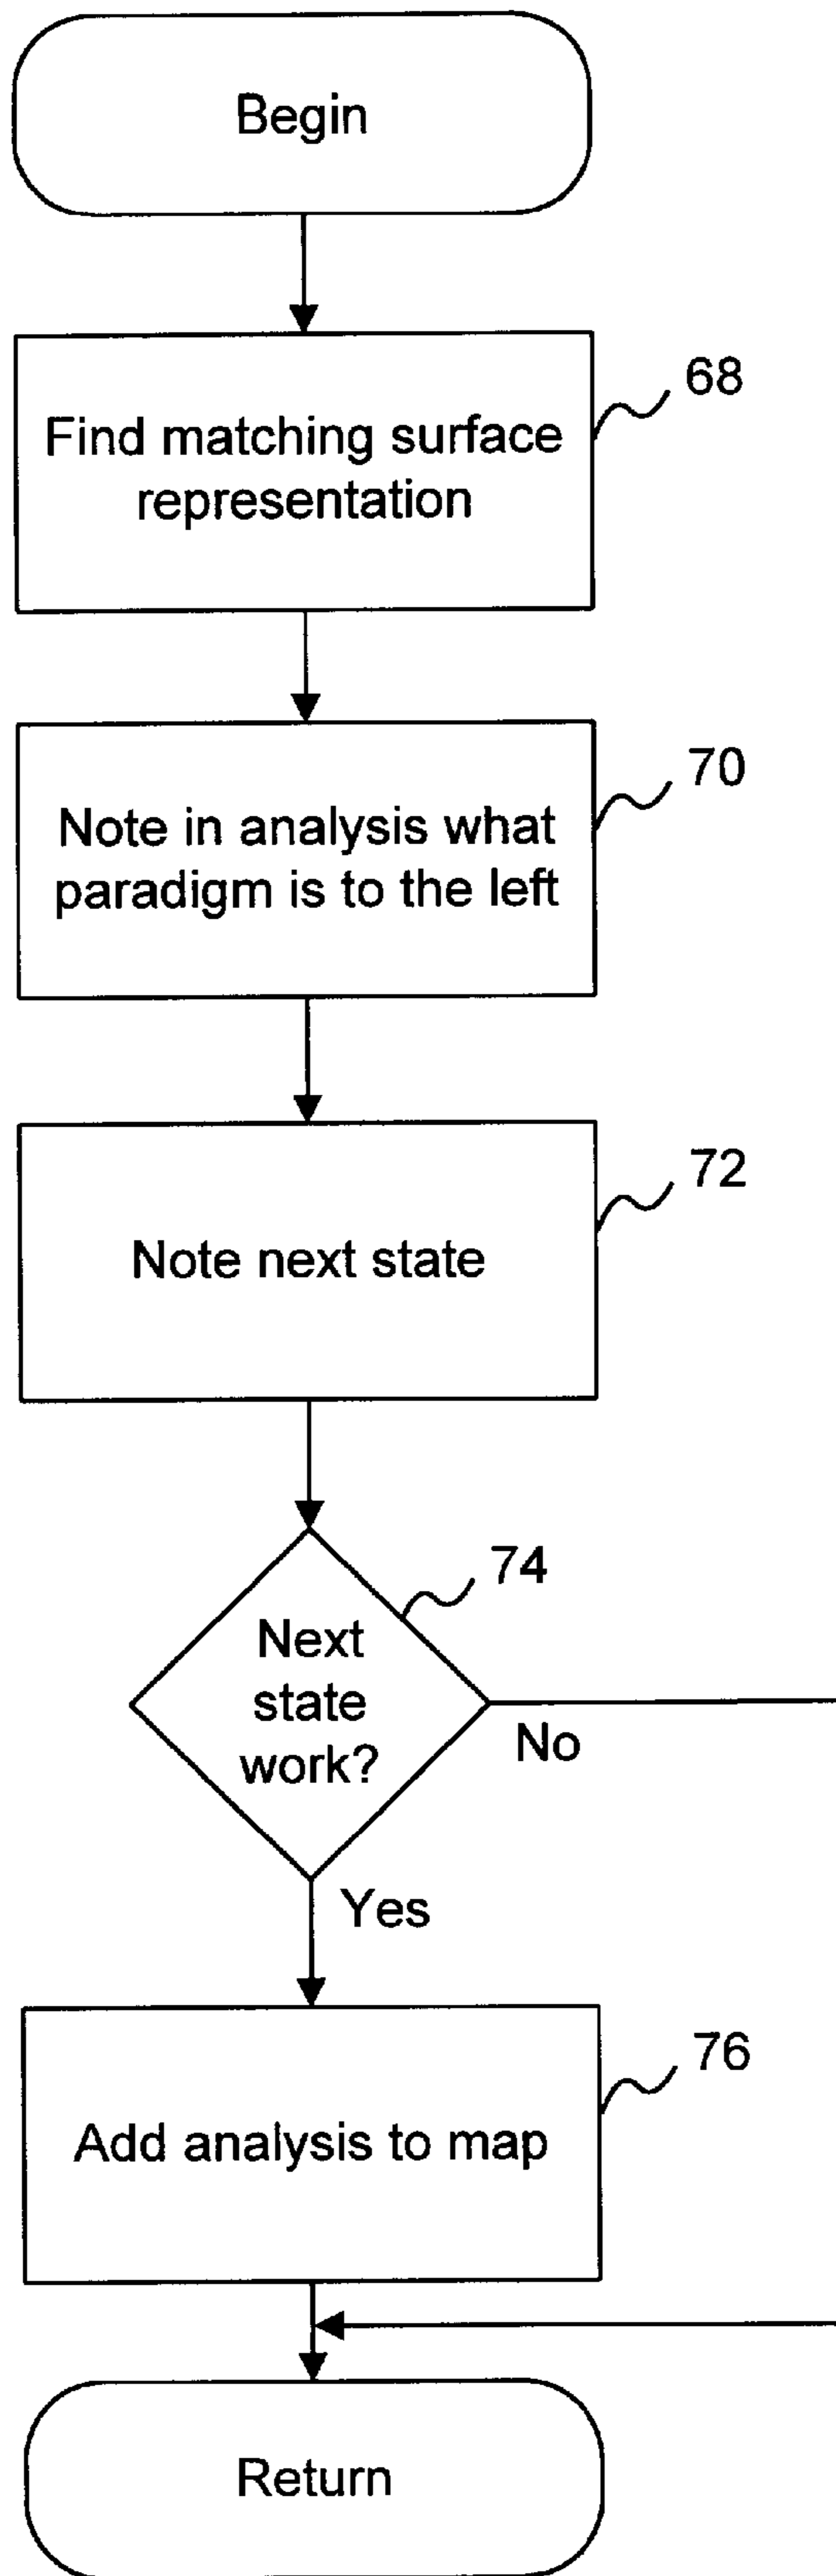 Begin
68
Find matching surface
representation
70
Note in analysis what
paradigm is to the left
72
Note next state
74
Next
state
work?
No
Yes
76
Add analysis to map
Return